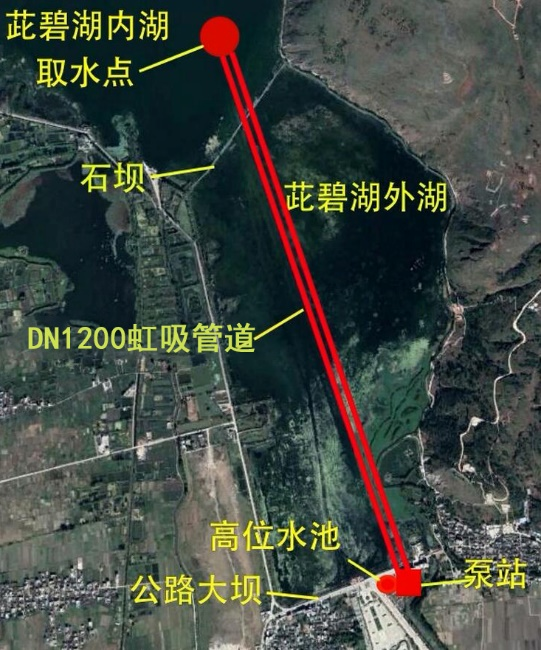 茈碧湖内湖
取水点
石坝
茈碧湖外湖
DN1200虹吸管道
高位水池
公路大坝
泵站